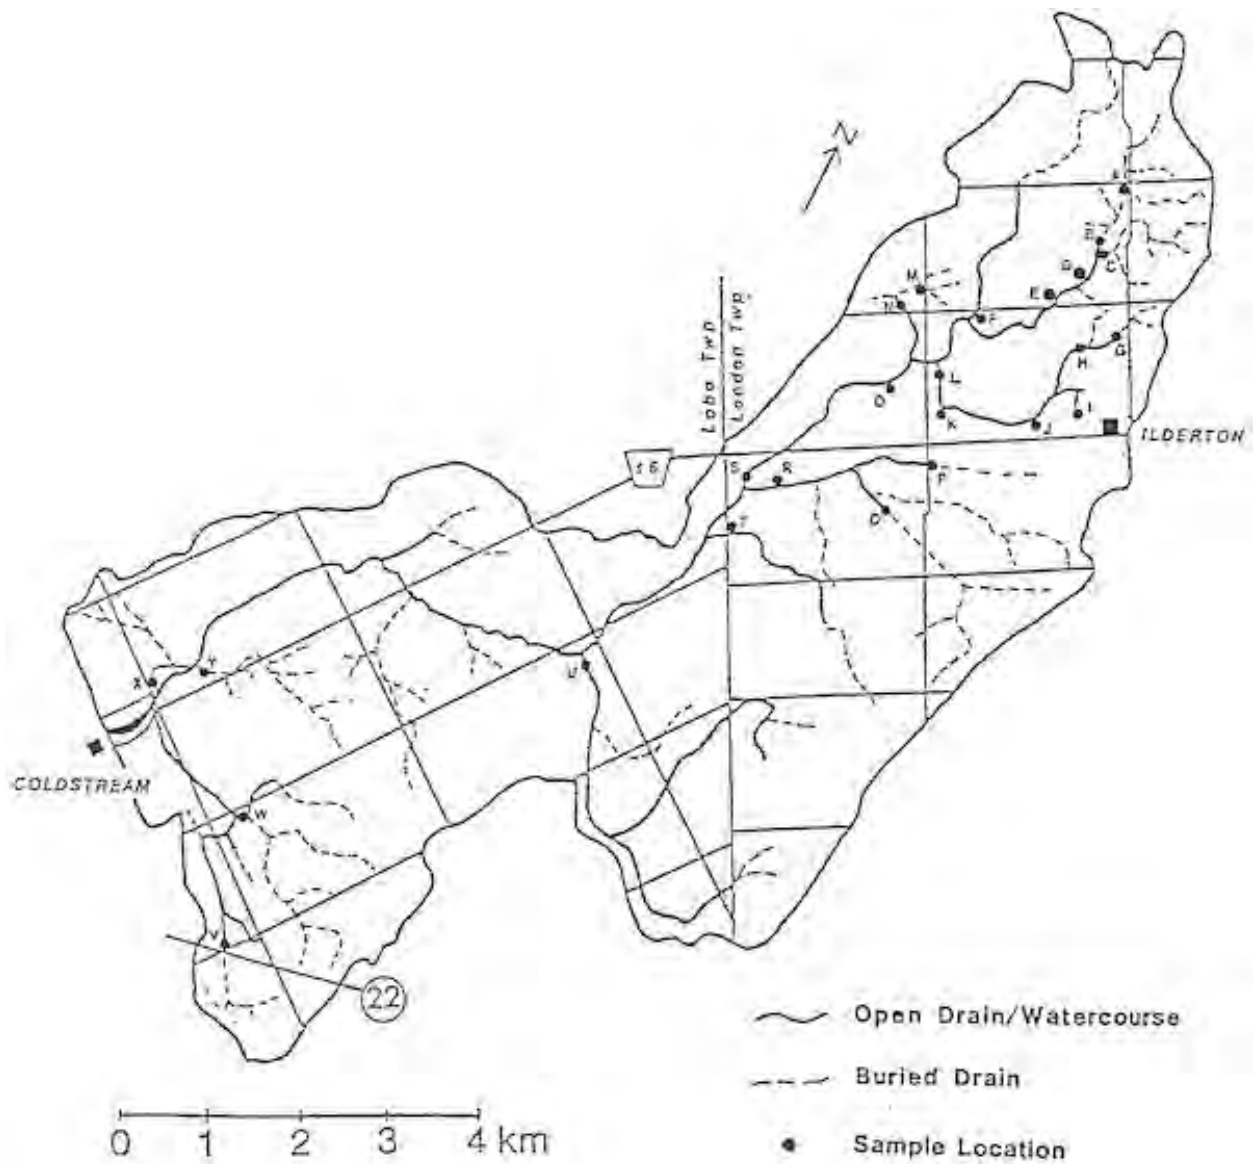 N
A
B
C
D
E
M
N
F
G
H
L
O
K
J
I
ILDERTON
Lobo Twp
London Twp
16
S
R
P
Q
T
U
X
Y
COLDSTREAM
W
V
22
Open Drain/Watercourse
Buried Drain
Sample Location
0 1 2 3 4 km